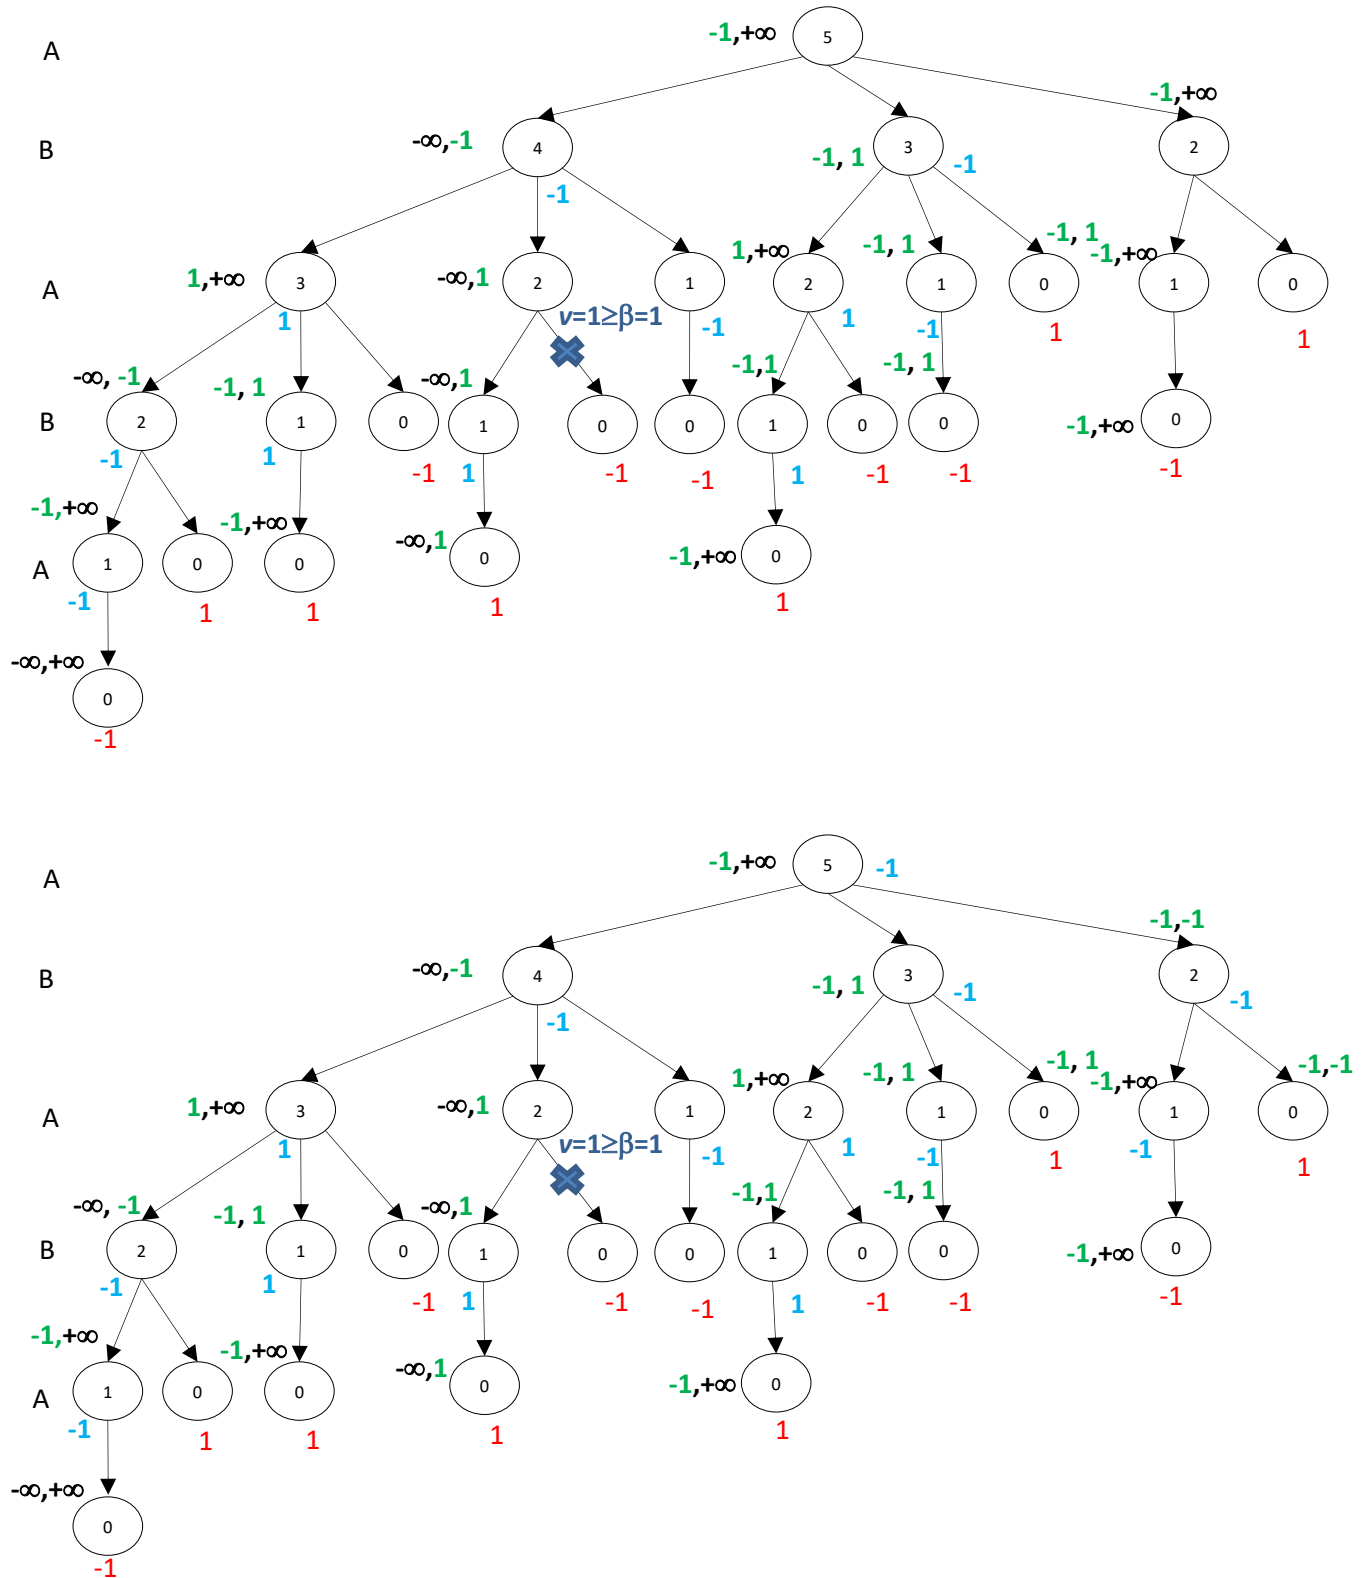 A -1,+∞ 5
-1,+∞
B -∞,-1 4 -1, 1 3 -1 2
-1
1,+∞ -1, 1 -1, 1
A 1,+∞ 3 -∞,1 2 1 2 1 0 -1,+∞ 1 0
1 v=1≥β=1 -1 1 -1 1 1
-∞, -1 -1, 1 -∞,1 -1,1 -1, 1
B 2 1 0 1 0 0 1 0 0 -1,+∞ 0
-1 1 -1 1 -1 -1 1 -1 -1 -1
-1,+∞ -1,+∞
A 1 0 0 -∞,1 0 -1,+∞ 0
-1 1 1 1 1
-∞,+∞
0
-1
A -1,+∞ 5 -1
-1,-1
B -∞,-1 4 -1, 1 3 -1 2 -1
-1
1,+∞ -1, 1 -1, 1 -1,-1
A 1,+∞ 3 -∞,1 2 1 2 1 0 -1,+∞ 1 0
1 v=1≥β=1 -1 1 -1 1 -1 1
-∞, -1 -1, 1 -∞,1 -1,1 -1, 1
B 2 1 0 1 0 0 1 0 0 -1,+∞ 0
-1 1 -1 1 -1 -1 1 -1 -1 -1
-1,+∞ -1,+∞
A 1 0 0 -∞,1 0 -1,+∞ 0
-1 1 1 1 1
-∞,+∞
0
-1